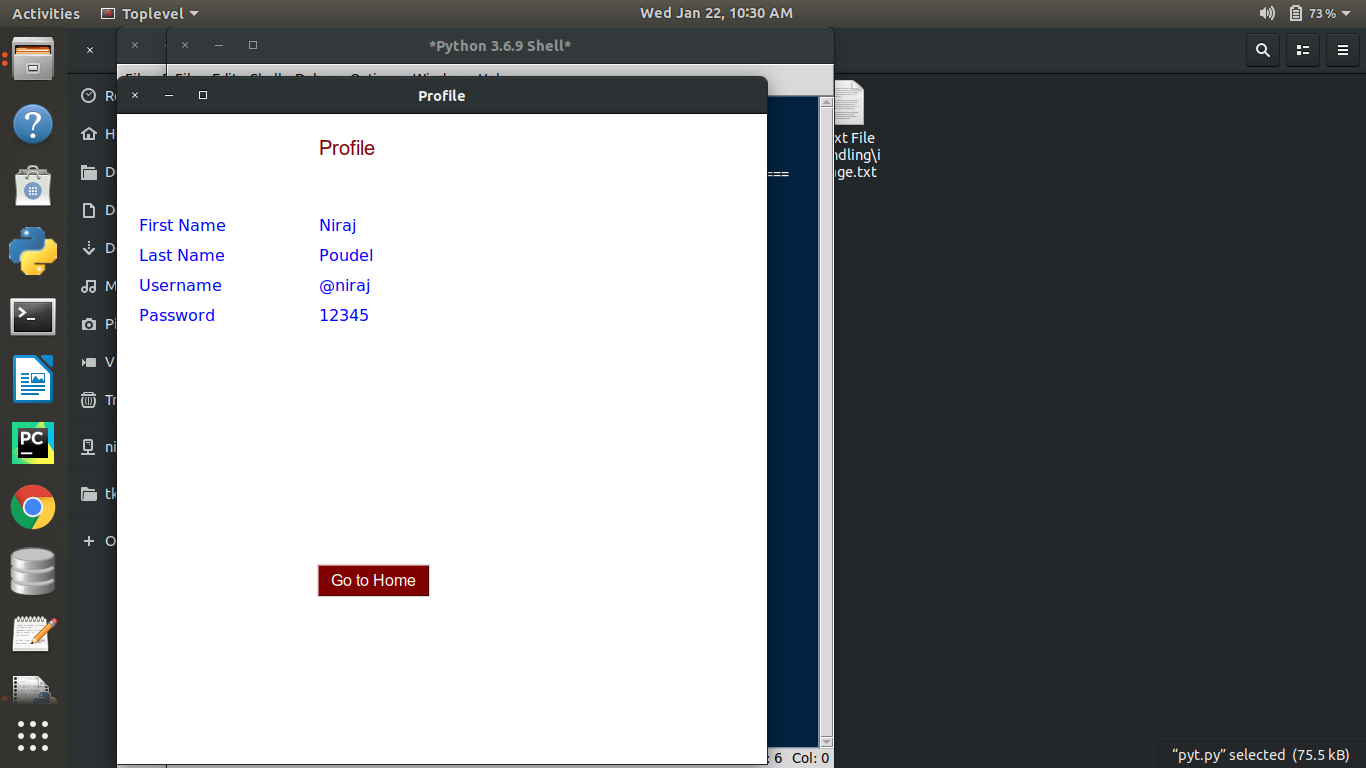 Activities
Toplevel
Wed Jan 22, 10:30 AM
73 %
*Python 3.6.9 Shell*
Profile
Profile
First Name Niraj
Last Name Poudel
Username @niraj
Password 12345
Go to Home
===
xt File
ndling\i
ge.txt
PC
: 6 Col: 0
“pyt.py” selected (75.5 kB)